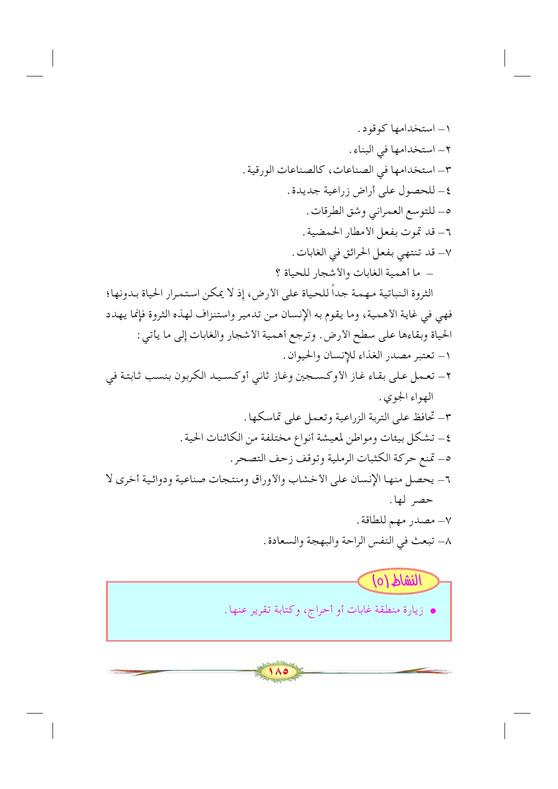 ١– استخدامها كوقود.
٢– استخدامها في البناء.
٣– استخدامها في الصناعات، كالصناعات الورقية.
٤– للحصول على أراض زراعية جديدة.
٥– للتوسع العمراني وشق الطرقات.
٦– قد تموت بفعل الأمطار الحمضية.
٧– قد تنتهي بفعل الحرائق في الغابات.
– ما أهمية الغابات والأشجار للحياة ؟
الثروة النباتية مهمة جداً للحياة على الأرض، إذ لا يمكن استمرار الحياة بدونها؛
فهي في غاية الأهمية، وما يقوم به الإنسان من تدمير واستنزاف لهذه الثروة فإنما يهدد
الحياة وبقاءها على سطح الأرض. وترجع أهمية الأشجار والغابات إلى ما يأتي :
١– تعتبر مصدر الغذاء للإنسان والحيوان.
٢– تعمل على بقاء غاز الأوكسجين وغاز ثاني أوكسيد الكربون بنسب ثابتة في
الهواء الجوي.
٣– تحافظ على التربة الزراعية وتعمل على تماسكها.
٤– تشكل بيئات ومواطن لمعيشة أنواع مختلفة من الكائنات الحية.
٥– تمنع حركة الكثبات الرملية وتوقف زحف التصحر.
٦– يحصل منها الإنسان على الأخشاب والأوراق ومنتجات صناعية ودوائية أخرى لا
حصر لها.
٧– مصدر مهم للطاقة.
٨– تبعث في النفس الراحة والبهجة والسعادة.
النشاط (٥)
● زيارة منطقة غابات أو أحراج، وكتابة تقرير عنها.
١٨٥